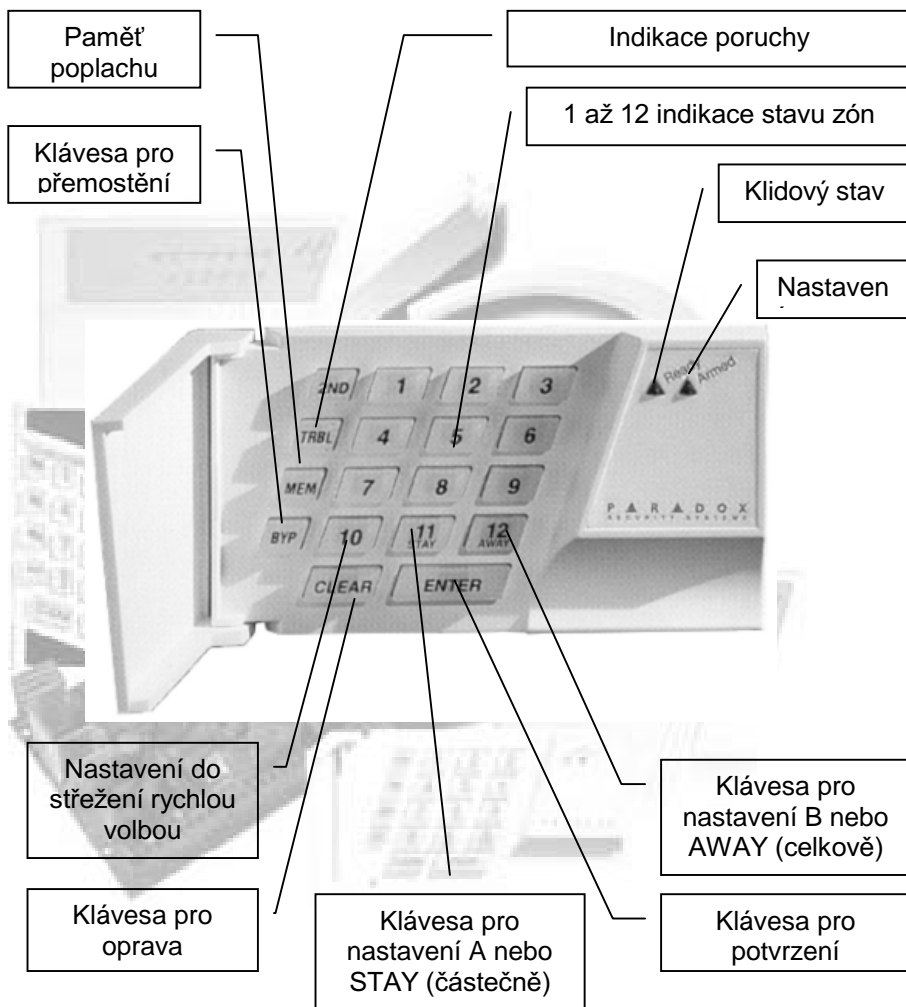 Paměť
poplachu
Indikace poruchy
1 až 12 indikace stavu zón
Klávesa pro
přemostění
Klidový stav
Nastaven
Ready
Armed
2ND 1 2 3
TRBL 4 5 6
MEM 7 8 9
PARADOX
SECURITY SYSTEMS
BYP 10 11 12
STAY AWAY
CLEAR ENTER
Nastavení do
střežení rychlou
volbou
Klávesa pro
nastavení B nebo
AWAY (celkově)
Klávesa pro
oprava
Klávesa pro
nastavení A nebo
STAY (částečně)
Klávesa pro
potvrzení